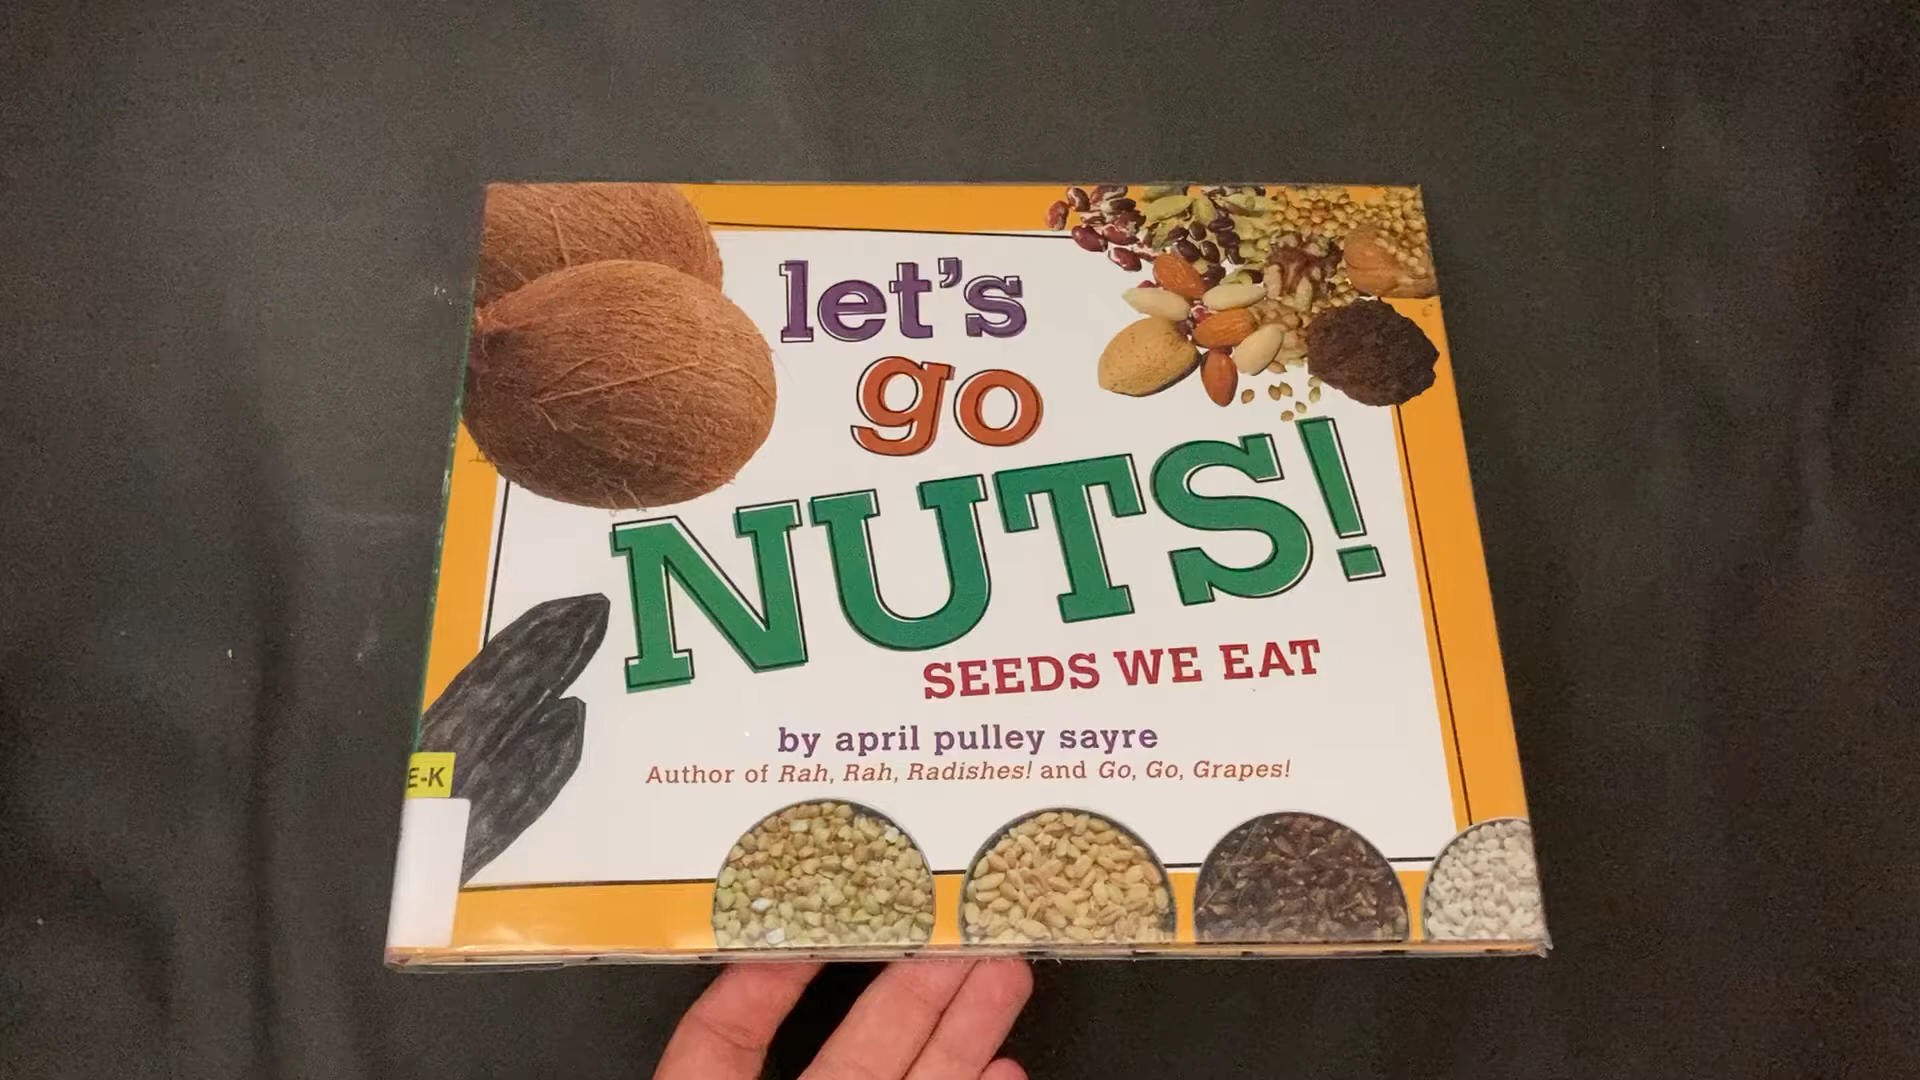 let's
go
NUTS!
SEEDS WE EAT
by april pulley sayre
Author of Rah, Rah, Radishes! and Go, Go, Grapes!
E-K